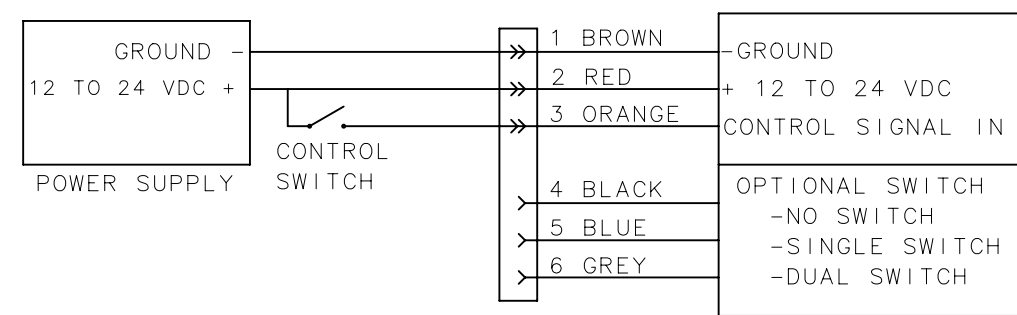 GROUND -
12 TO 24 VDC +
POWER SUPPLY
CONTROL
SWITCH
1 BROWN
2 RED
3 ORANGE
4 BLACK
5 BLUE
6 GREY
-GROUND
+ 12 TO 24 VDC
CONTROL SIGNAL IN
OPTIONAL SWITCH
-NO SWITCH
-SINGLE SWITCH
-DUAL SWITCH